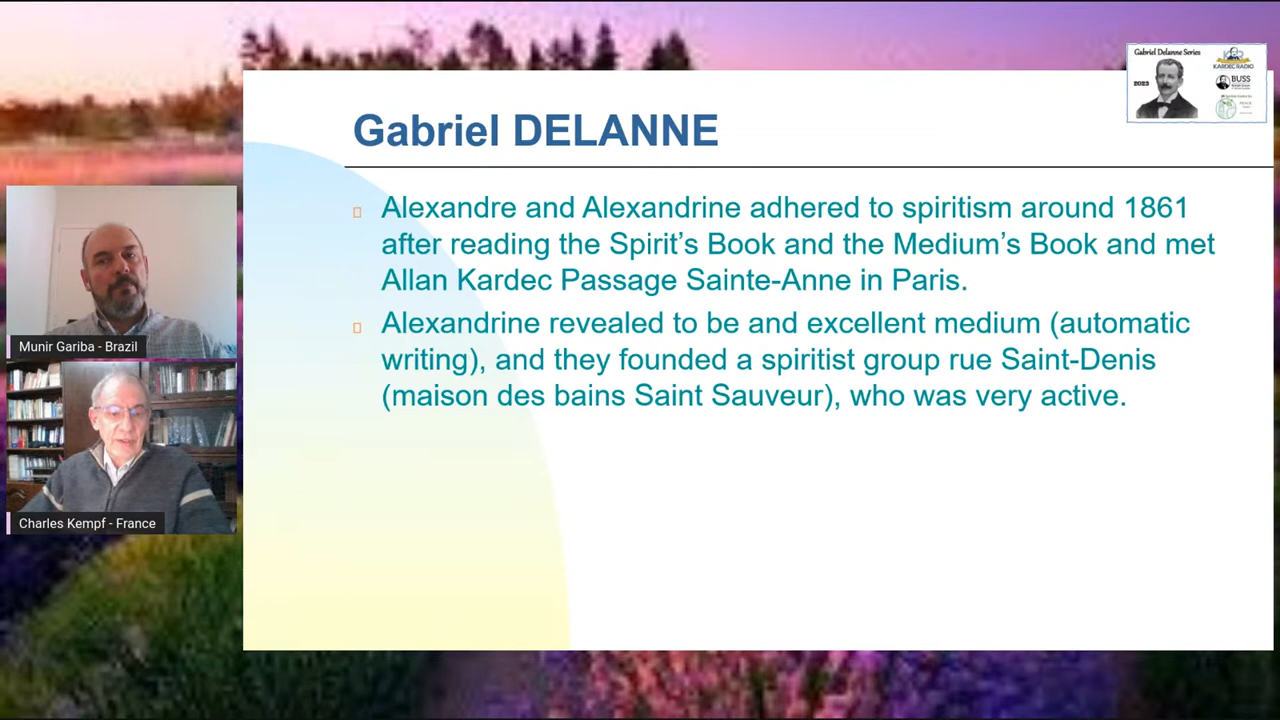 Gabriel DELANNE
Alexandre and Alexandrine adhered to spiritism around 1861
after reading the Spirit's Book and the Medium's Book and met
Allan Kardec Passage Sainte-Anne in Paris.
Alexandrine revealed to be and excellent medium (automatic
writing), and they founded a spiritist group rue Saint-Denis
(maison des bains Saint Sauveur), who was very active.
Gabriel Delanne Series
2023
KARDEC RADIO
BUSS
PEACE
Munir Gariba - Brazil
Charles Kempf - France